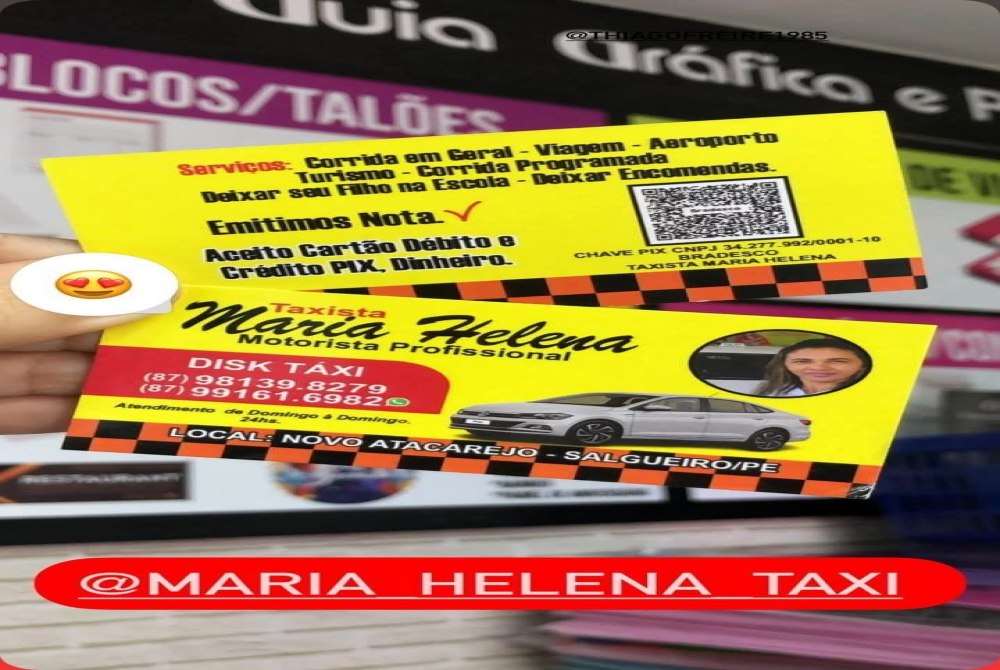 @THIAGOFREIRE1985
Guia Gráfica e P
BLOCOS/TALÕES
DE V
Serviços: Corrida em Geral - Viagem - Aeroporto
Turismo - Corrida Programada
Deixar seu Filho na Escola - Deixar Encomendas.
Emitimos Nota.
Aceito Cartão Débito e
Crédito PIX, Dinheiro.
CHAVE PIX CNPJ 34.277.992/0001-10
BRADESCO
TAXISTA MARIA HELENA
Taxista
Maria Helena
Motorista Profissional
DISK TÁXI
(87) 98139.8279
(87) 99161.6982
Atendimento de Domingo à Domingo.
24hs.
LOCAL: NOVO ATACAREJO - SALGUEIRO/PE
RESTAURANT
@MARIA_HELENA_TAXI